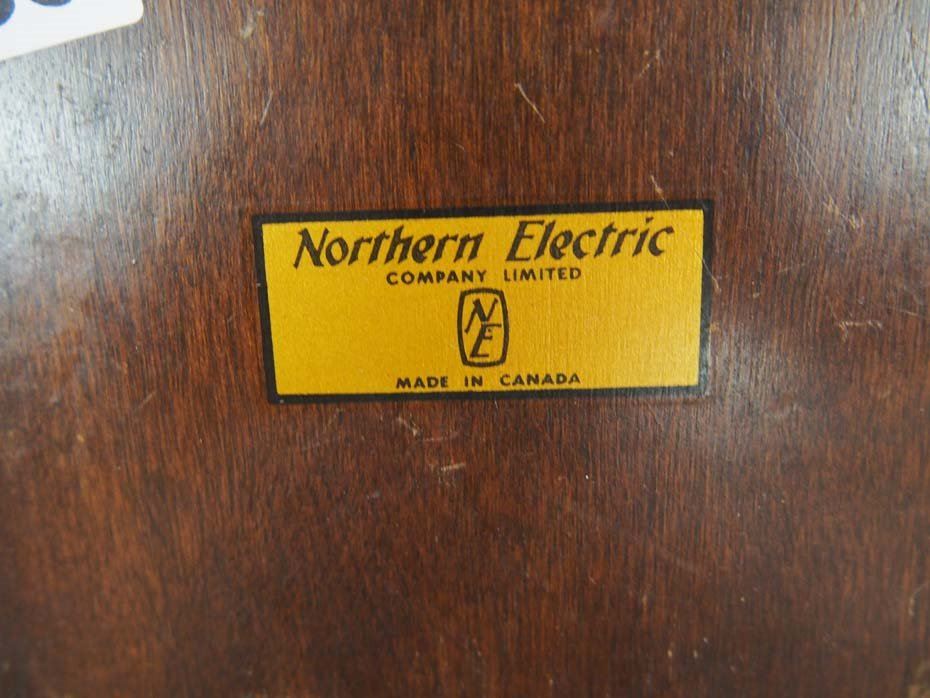 Northern Electric
COMPANY LIMITED
NE
MADE IN CANADA